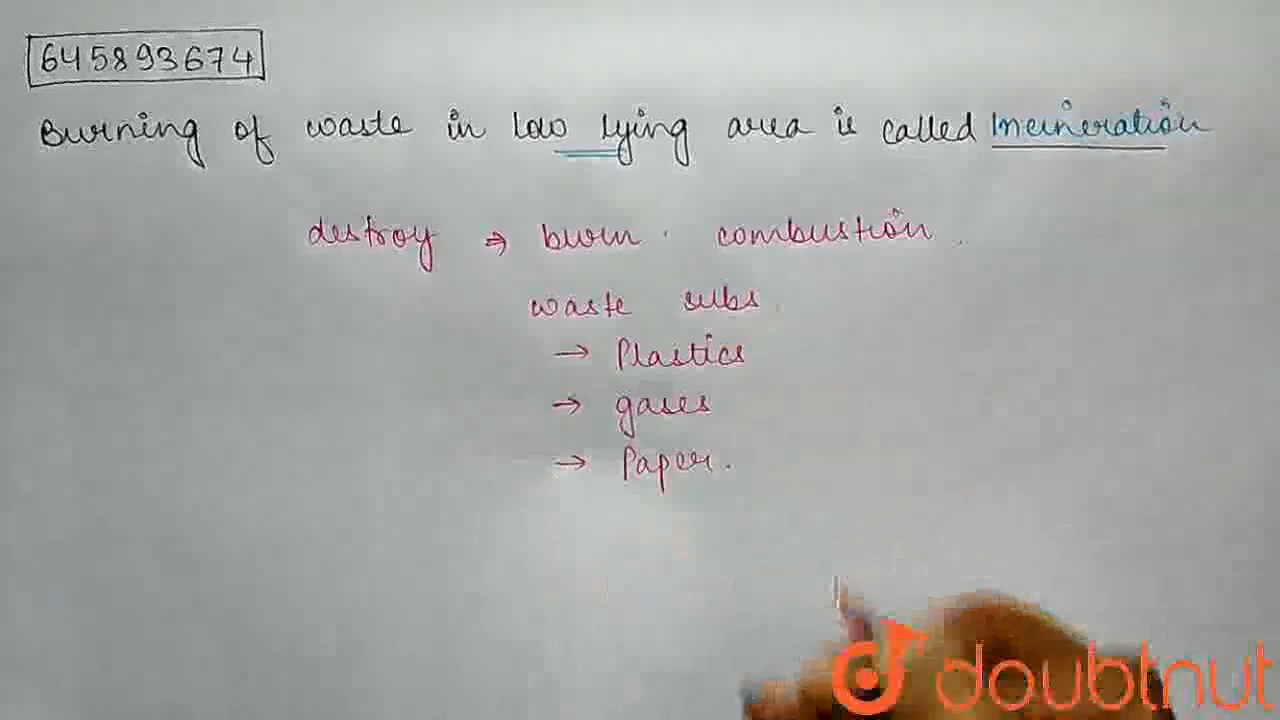 645893674
Burning of waste in low lying area is called Incineration
destroy ⇒ burn. combustion.
waste subs.
→ Plastics
→ gases
→ Paper.
doubtnut